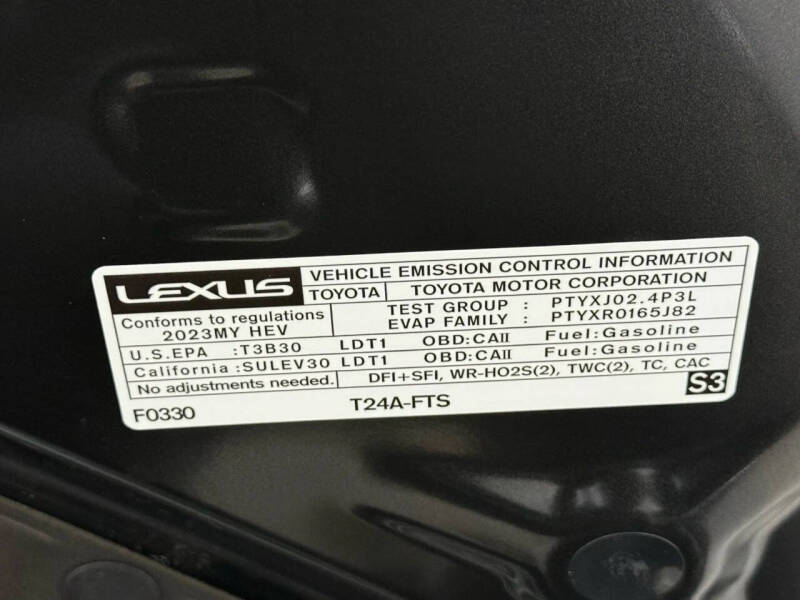 LEXUS VEHICLE EMISSION CONTROL INFORMATION
TOYOTA TOYOTA MOTOR CORPORATION
Conforms to regulations
2023MY HEV
TEST GROUP : PTYXJ02.4P3L
EVAP FAMILY : PTYXR0165J82
U.S.EPA :T3B30 LDT1 OBD:CAII Fuel:Gasoline
California :SULEV30 LDT1 OBD:CAII Fuel:Gasoline
No adjustments needed. DFI+SFI, WR-HO2S(2), TWC(2), TC, CAC
F0330 T24A-FTS S3